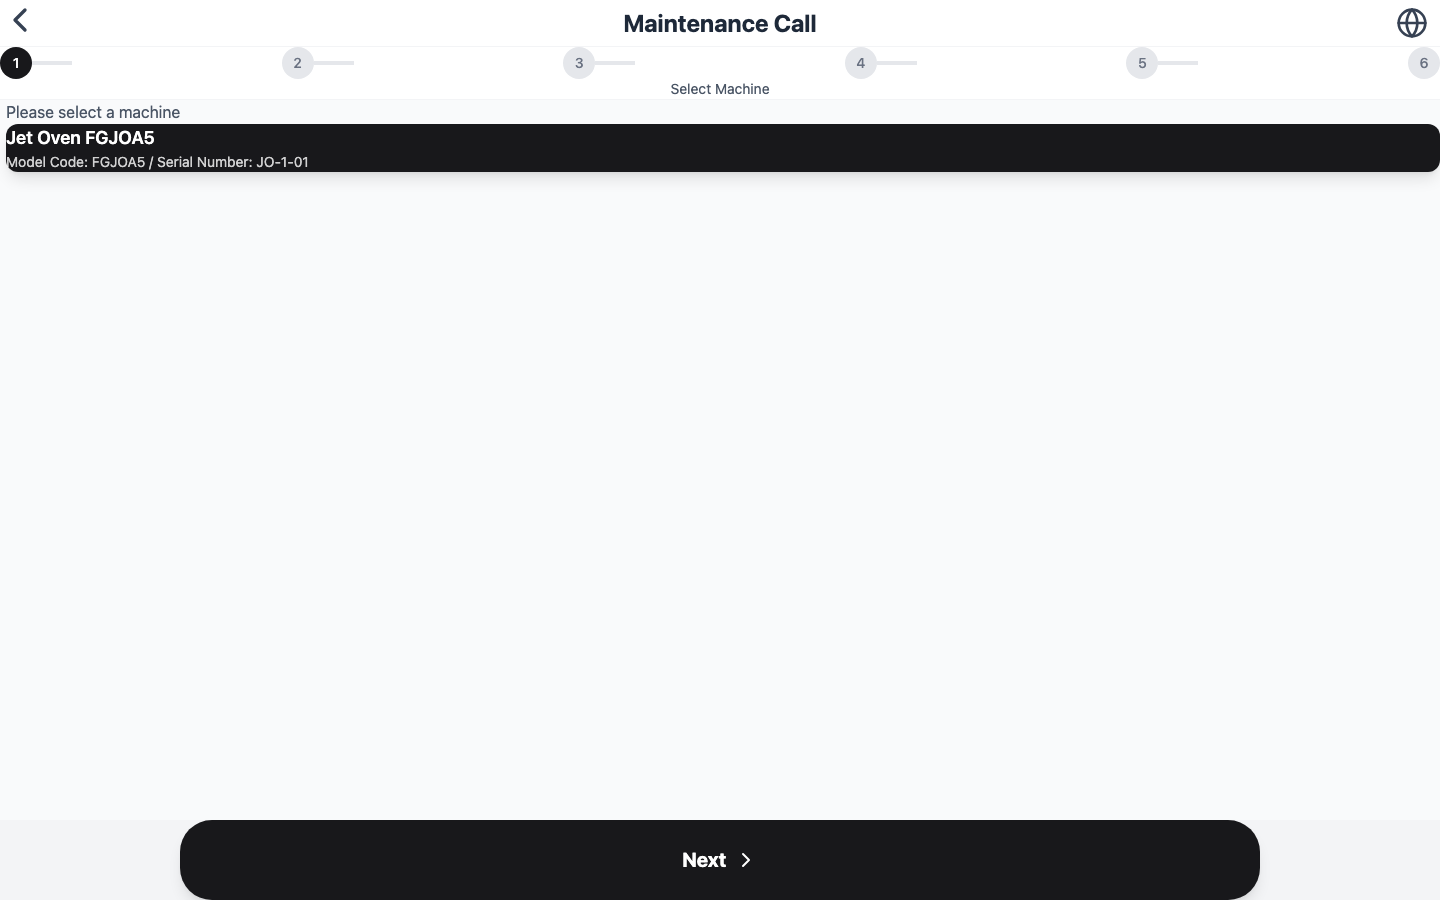 Maintenance Call
1
2
3
4
5
6
Select Machine
Please select a machine
Jet Oven FGJOA5
Model Code: FGJOA5 / Serial Number: JO-1-01
Next